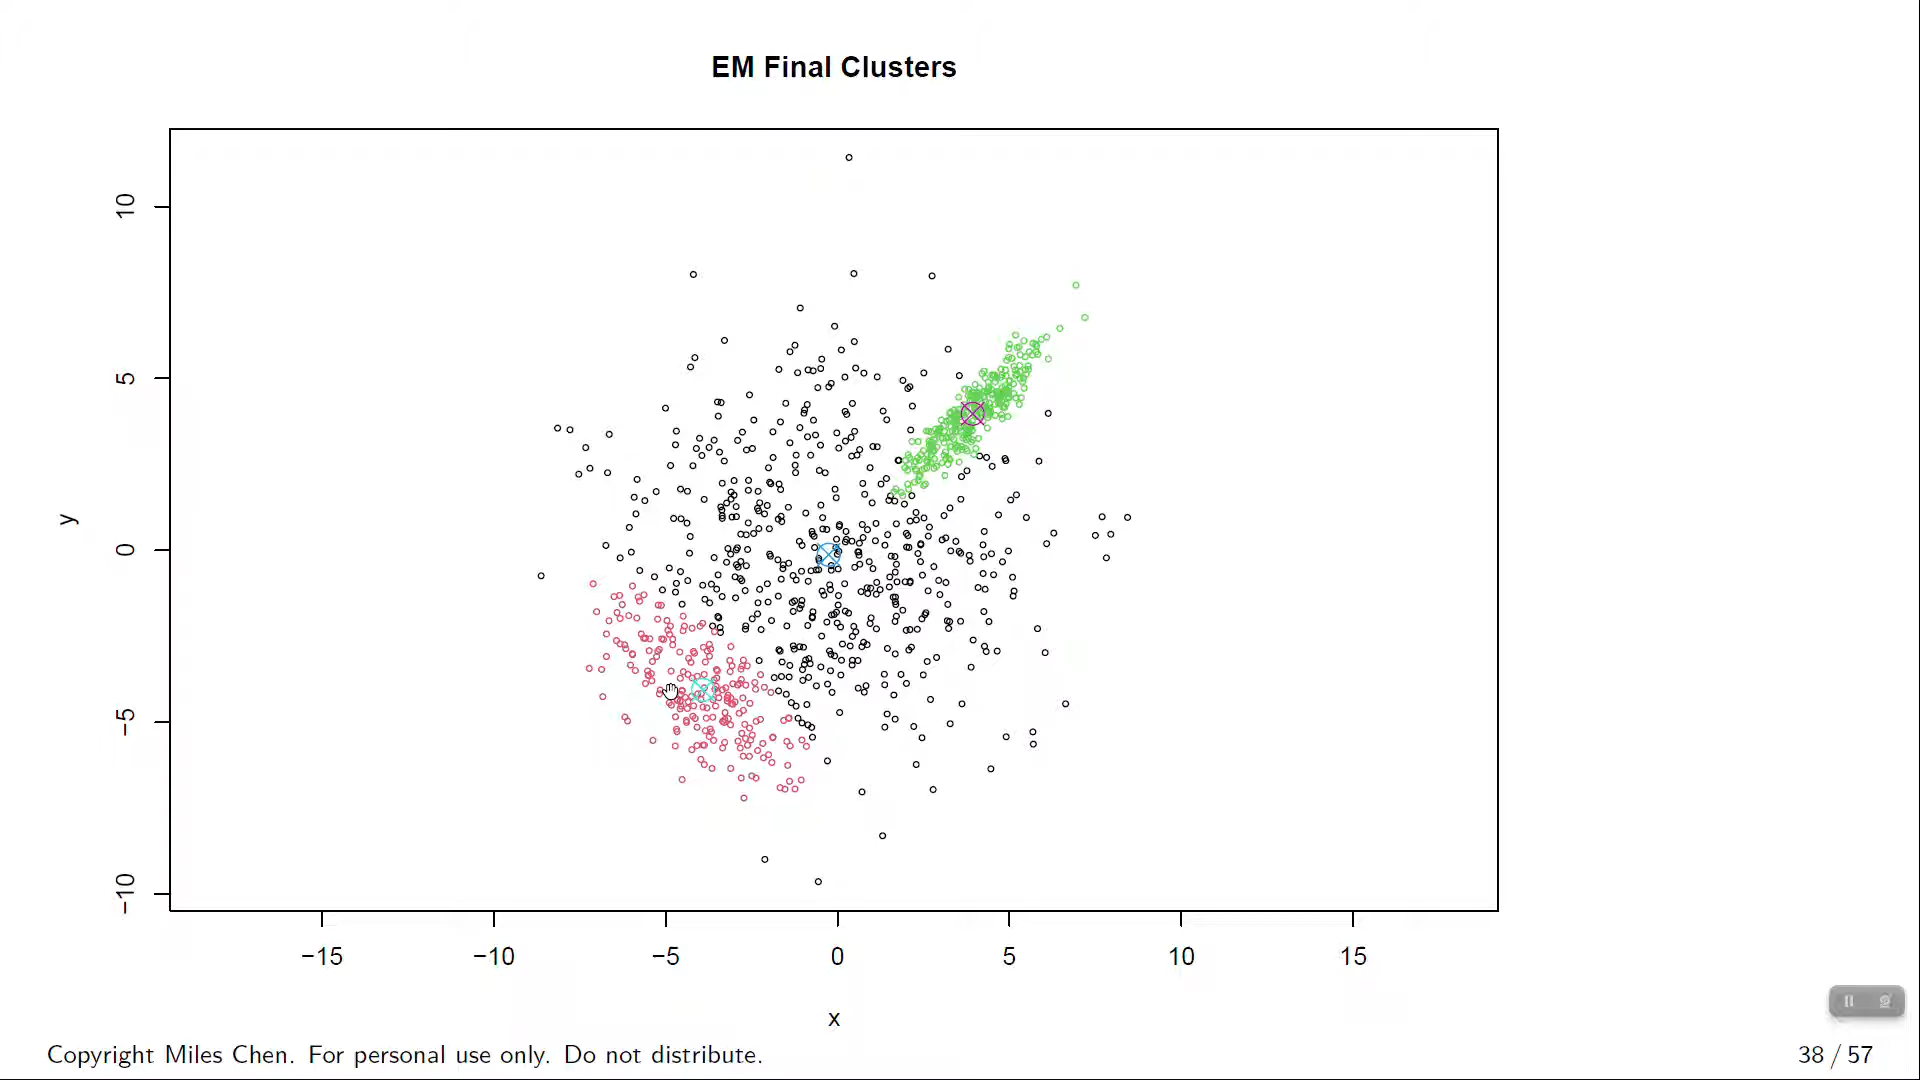 EM Final Clusters
10
5
0
−5
−10
y
−15 −10 −5 0 5 10 15
x
Copyright Miles Chen. For personal use only. Do not distribute. 38 / 57